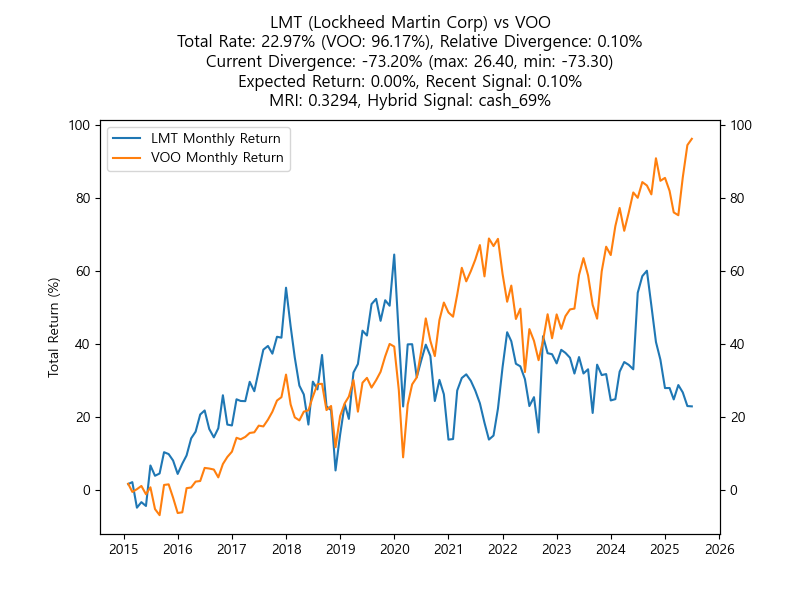 LMT (Lockheed Martin Corp) vs VOO
Total Rate: 22.97% (VOO: 96.17%), Relative Divergence: 0.10%
Current Divergence: -73.20% (max: 26.40, min: -73.30)
Expected Return: 0.00%, Recent Signal: 0.10%
MRI: 0.3294, Hybrid Signal: cash_69%
LMT Monthly Return
VOO Monthly Return
Total Return (%)
100
80
60
40
20
0
100
80
60
40
20
0
2015 2016 2017 2018 2019 2020 2021 2022 2023 2024 2025 2026